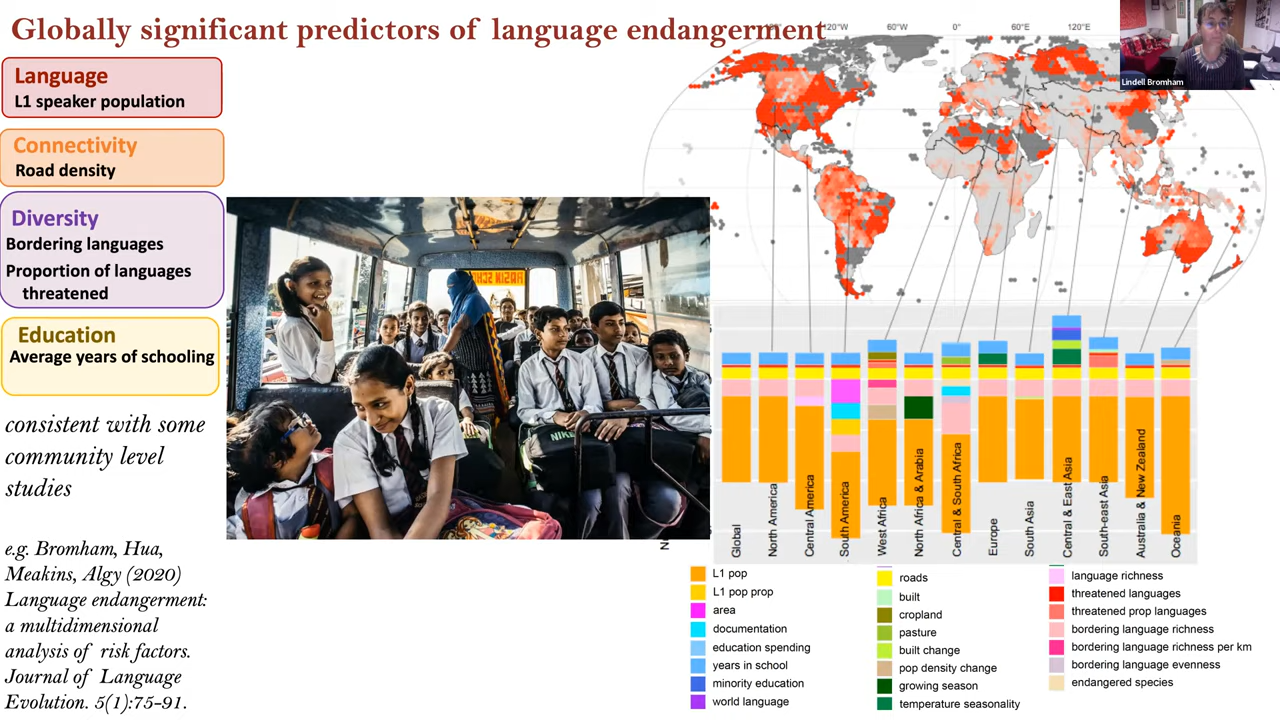 Globally significant predictors of language endangerment
Language
L1 speaker population
Connectivity
Road density
Diversity
Bordering languages
Proportion of languages
threatened
Education
Average years of schooling
consistent with some
community level
studies
e.g. Bromham, Hua,
Meakins, Algy (2020)
Language endangerment:
a multidimensional
analysis of risk factors.
Journal of Language
Evolution. 5(1):75-91.
120°W
60°W
0°
60°E
120°E
Lindell Bromham
NIKE
Global
North America
Central America
South America
West Africa
North Africa & Arabia
Central & South Africa
Europe
South Asia
Central & East Asia
South-east Asia
Australia & New Zealand
Oceania
L1 pop
L1 pop prop
area
documentation
education spending
years in school
minority education
world language
roads
built
cropland
pasture
built change
pop density change
growing season
temperature seasonality
language richness
threatened languages
threatened prop languages
bordering language richness
bordering language richness per km
bordering language evenness
endangered species